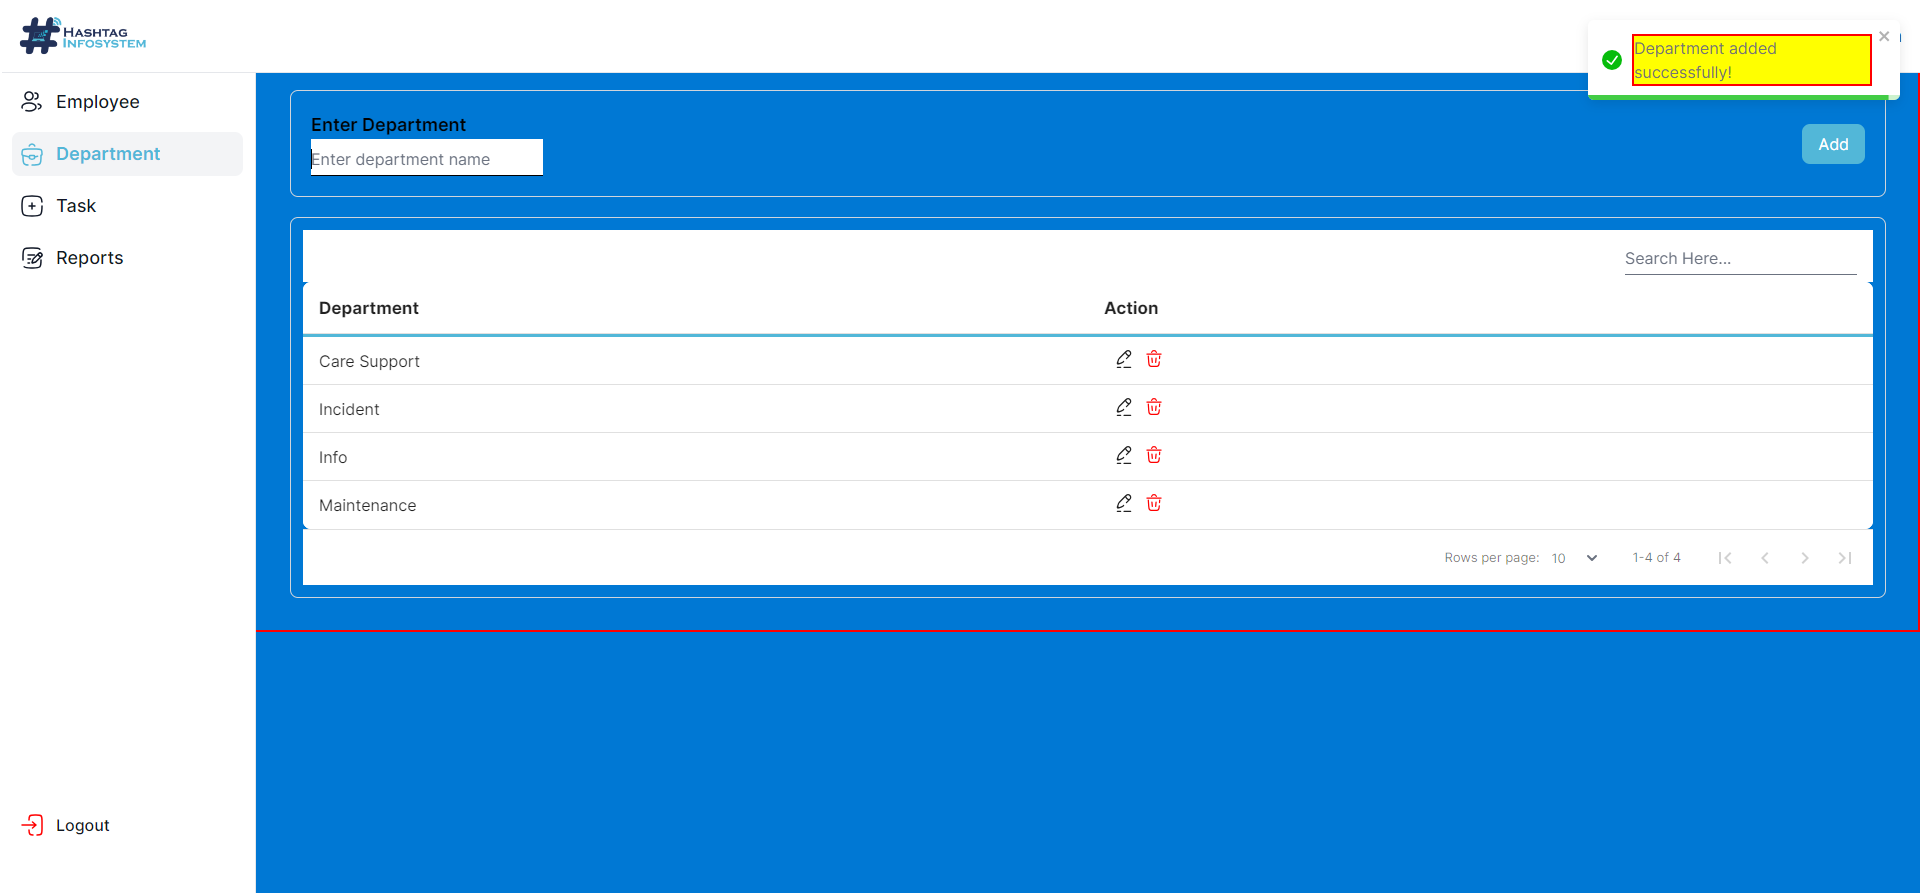 HASHTAG
INFOSYSTEM
Department added
successfully!
Employee
Department
Task
Reports
Logout
Enter Department
Enter department name
Add
Search Here...
Department Action
Care Support
Incident
Info
Maintenance
Rows per page: 10 1-4 of 4